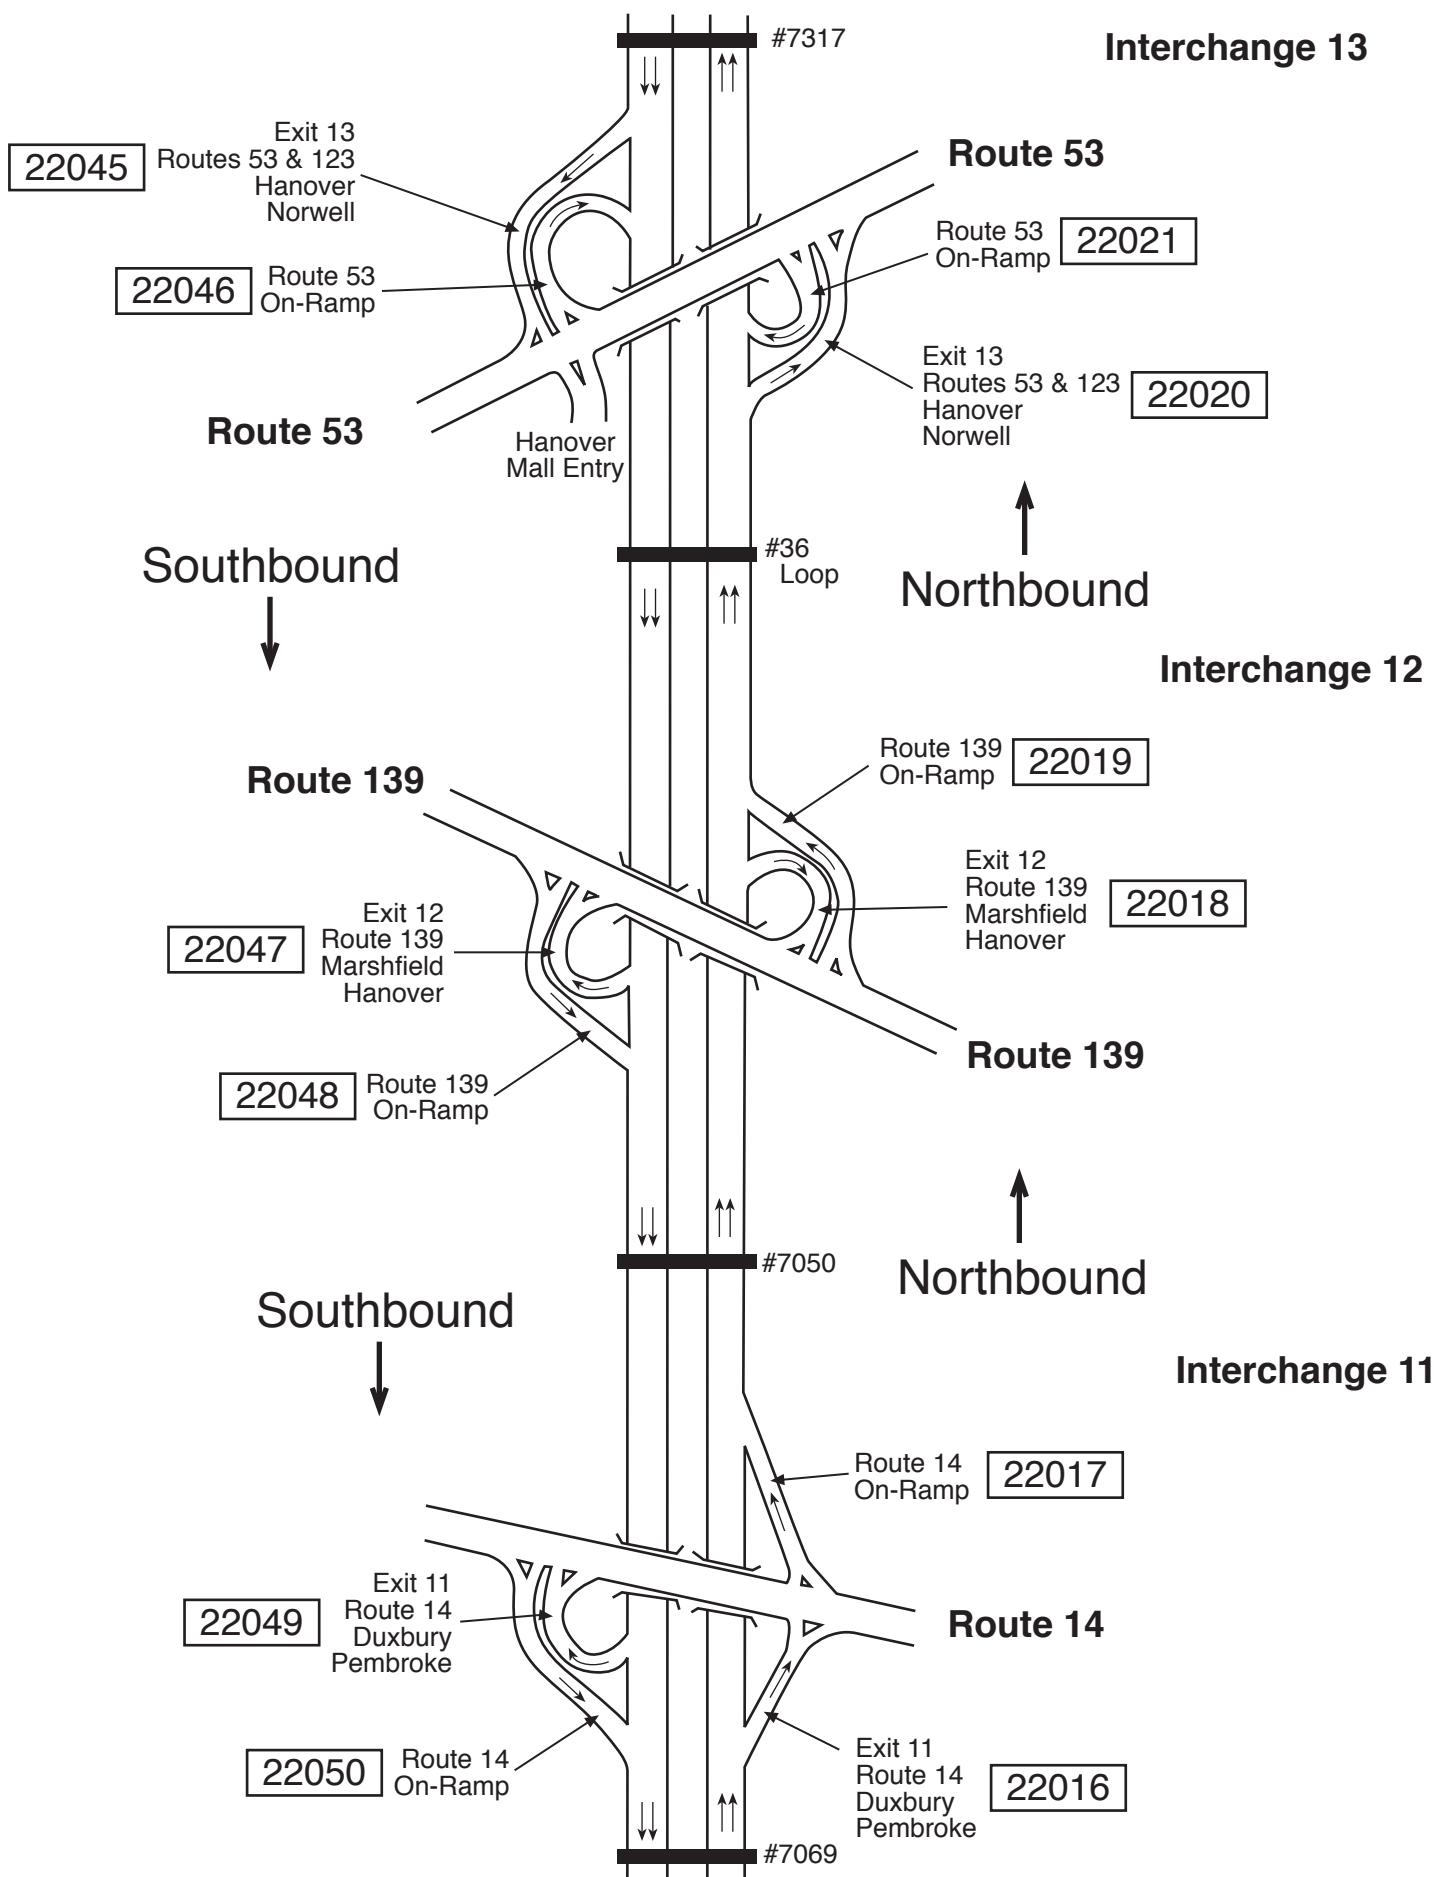 #7317
Interchange 13
Exit 13
Routes 53 & 123
Hanover
Norwell
22045
Route 53
Route 53
On-Ramp
22021
22046
Route 53
On-Ramp
Exit 13
Routes 53 & 123
Hanover
Norwell
22020
Route 53
Hanover
Mall Entry
#36
Loop
Southbound
Northbound
Interchange 12
Route 139
On-Ramp
22019
Route 139
Exit 12
Route 139
Marshfield
Hanover
22018
22047
Exit 12
Route 139
Marshfield
Hanover
Route 139
22048
Route 139
On-Ramp
#7050
Northbound
Southbound
Interchange 11
Route 14
On-Ramp
22017
22049
Exit 11
Route 14
Duxbury
Pembroke
Route 14
22050
Route 14
On-Ramp
Exit 11
Route 14
Duxbury
Pembroke
22016
#7069